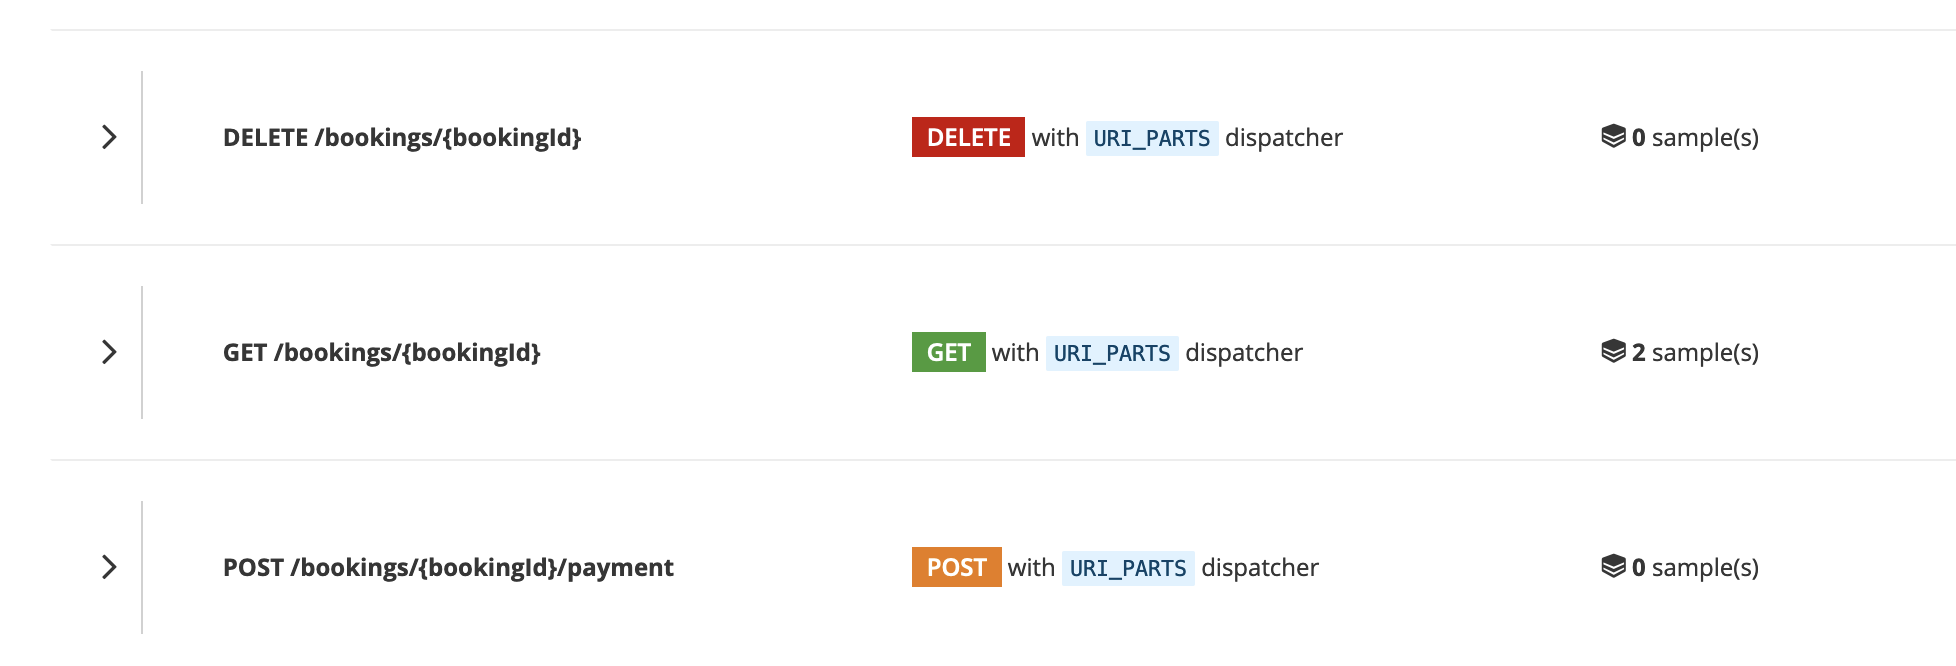 DELETE /bookings/{bookingId} DELETE with URI_PARTS dispatcher 0 sample(s)
GET /bookings/{bookingId} GET with URI_PARTS dispatcher 2 sample(s)
POST /bookings/{bookingId}/payment POST with URI_PARTS dispatcher 0 sample(s)